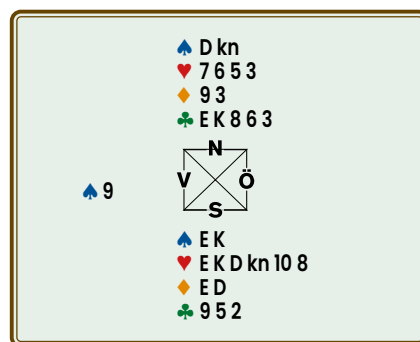 ♠ D kn
♥ 7 6 5 3
♦ 9 3
♣ E K 8 6 3
N
♠ 9
V Ö
S
♠ E K
♥ E K D kn 10 8
♦ E D
♣ 9 5 2